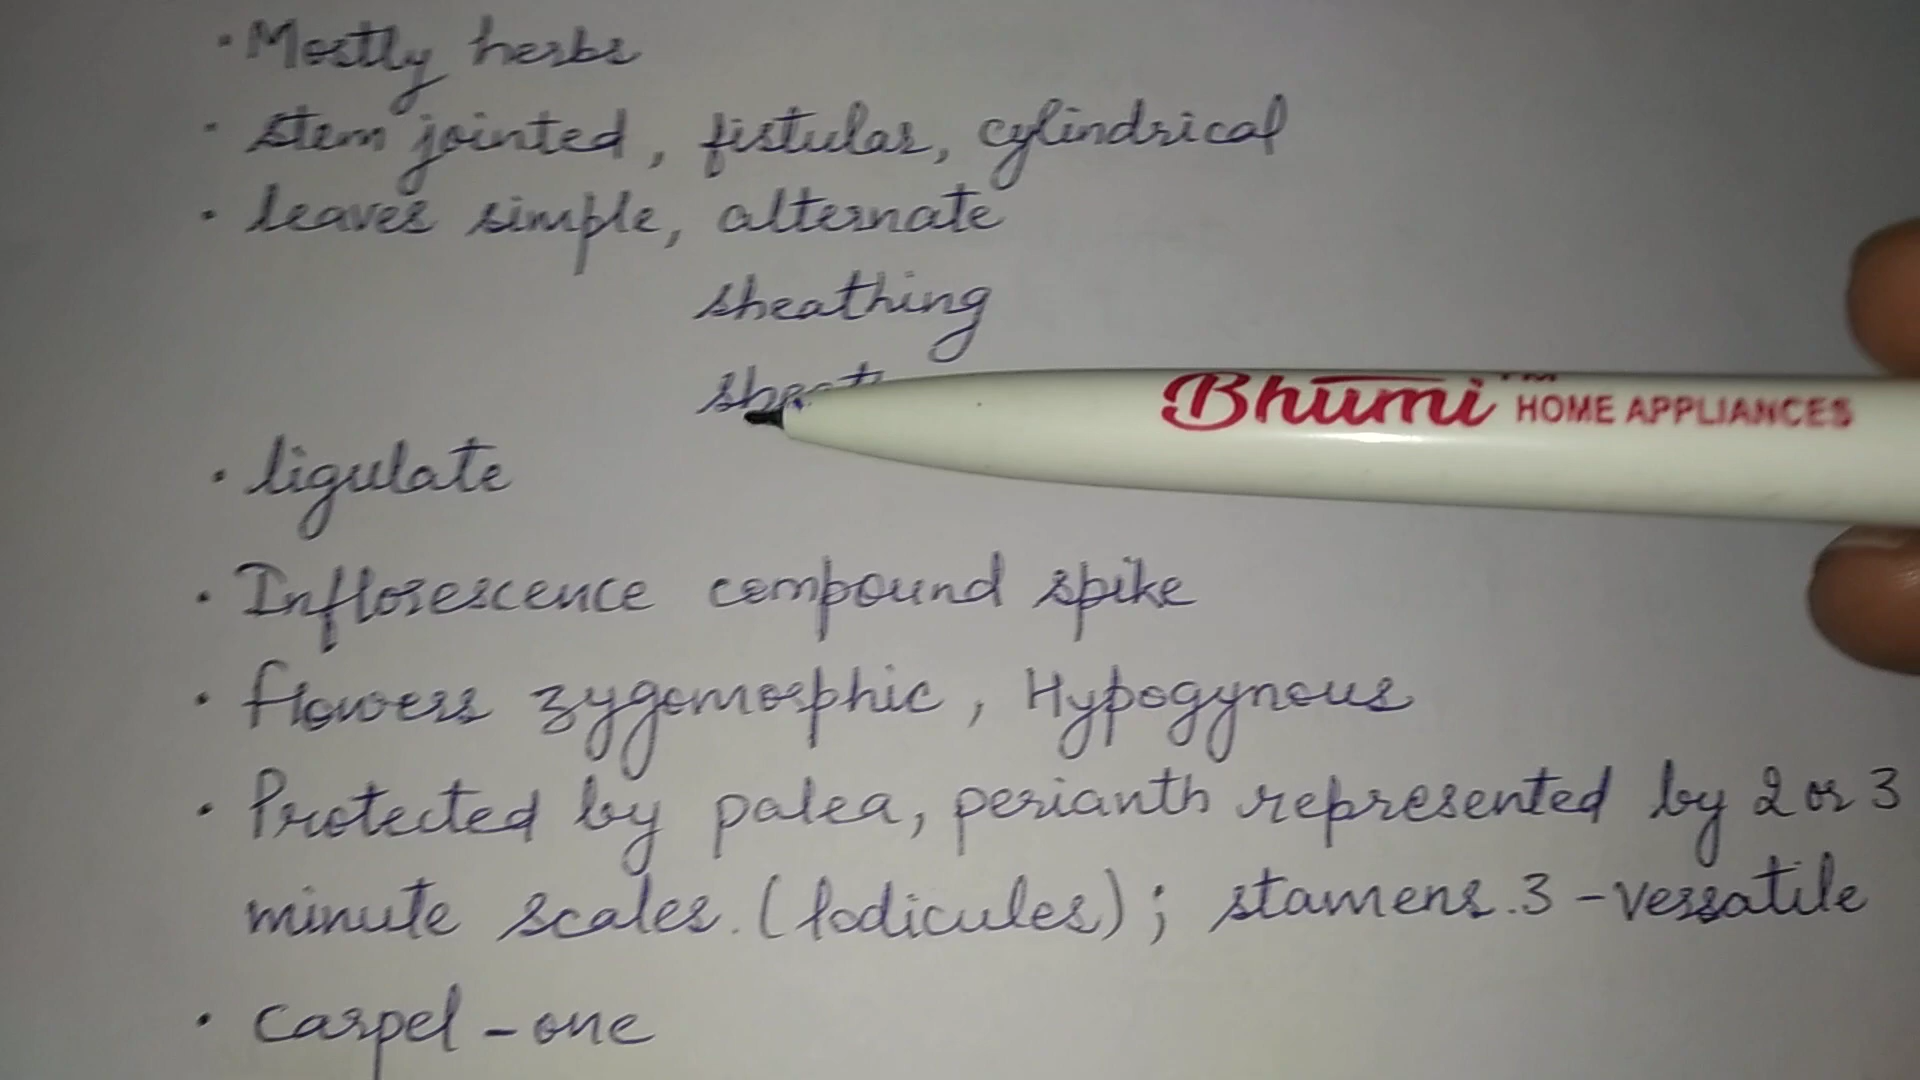 · Mostly herbs
· stem jointed, fistular, cylindrical
· leaves simple, alternate
sheathing
· ligulate
Bhumi HOME APPLIANCES
· Inflorescence compound spike
· flowers zygomorphic, Hypogynous
· Protected by palea, perianth represented by 2 or 3
minute scales. (lodicules); stamens.3 - versatile
· carpel - one